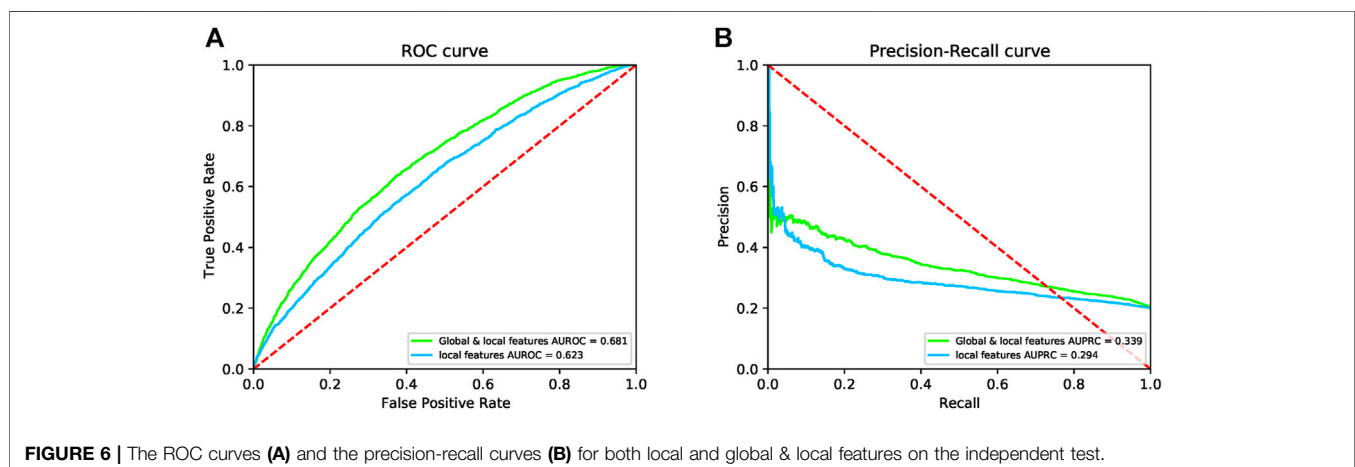 A
ROC curve
True Positive Rate
1.0
0.8
0.6
0.4
0.2
0.0
0.0 0.2 0.4 0.6 0.8 1.0
False Positive Rate
Global & local features AUROC = 0.681
local features AUROC = 0.623
B
Precision-Recall curve
Precision
1.0
0.8
0.6
0.4
0.2
0.0
0.0 0.2 0.4 0.6 0.8 1.0
Recall
Global & local features AUPRC = 0.339
local features AUPRC = 0.294
FIGURE 6 | The ROC curves (A) and the precision-recall curves (B) for both local and global & local features on the independent test.